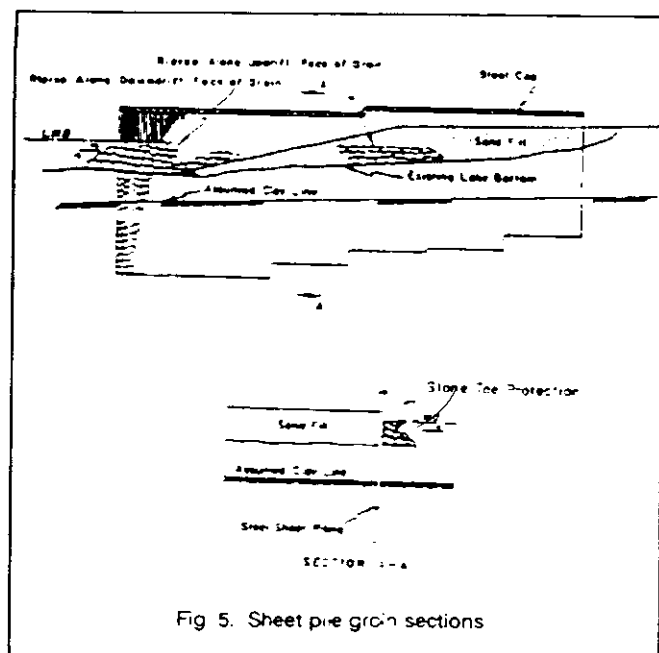 Riprap Along Updrift Face of Groin
Riprap Along Downdrift Face of Groin
A
Steel Cap
Sand Fill
Existing Lake Bottom
Assumed Clay Line
A
Stone Toe Protection
Sand Fill
Assumed Clay Line
Steel Sheet Piling
SECTION A-A
Fig. 5. Sheet pile groin sections